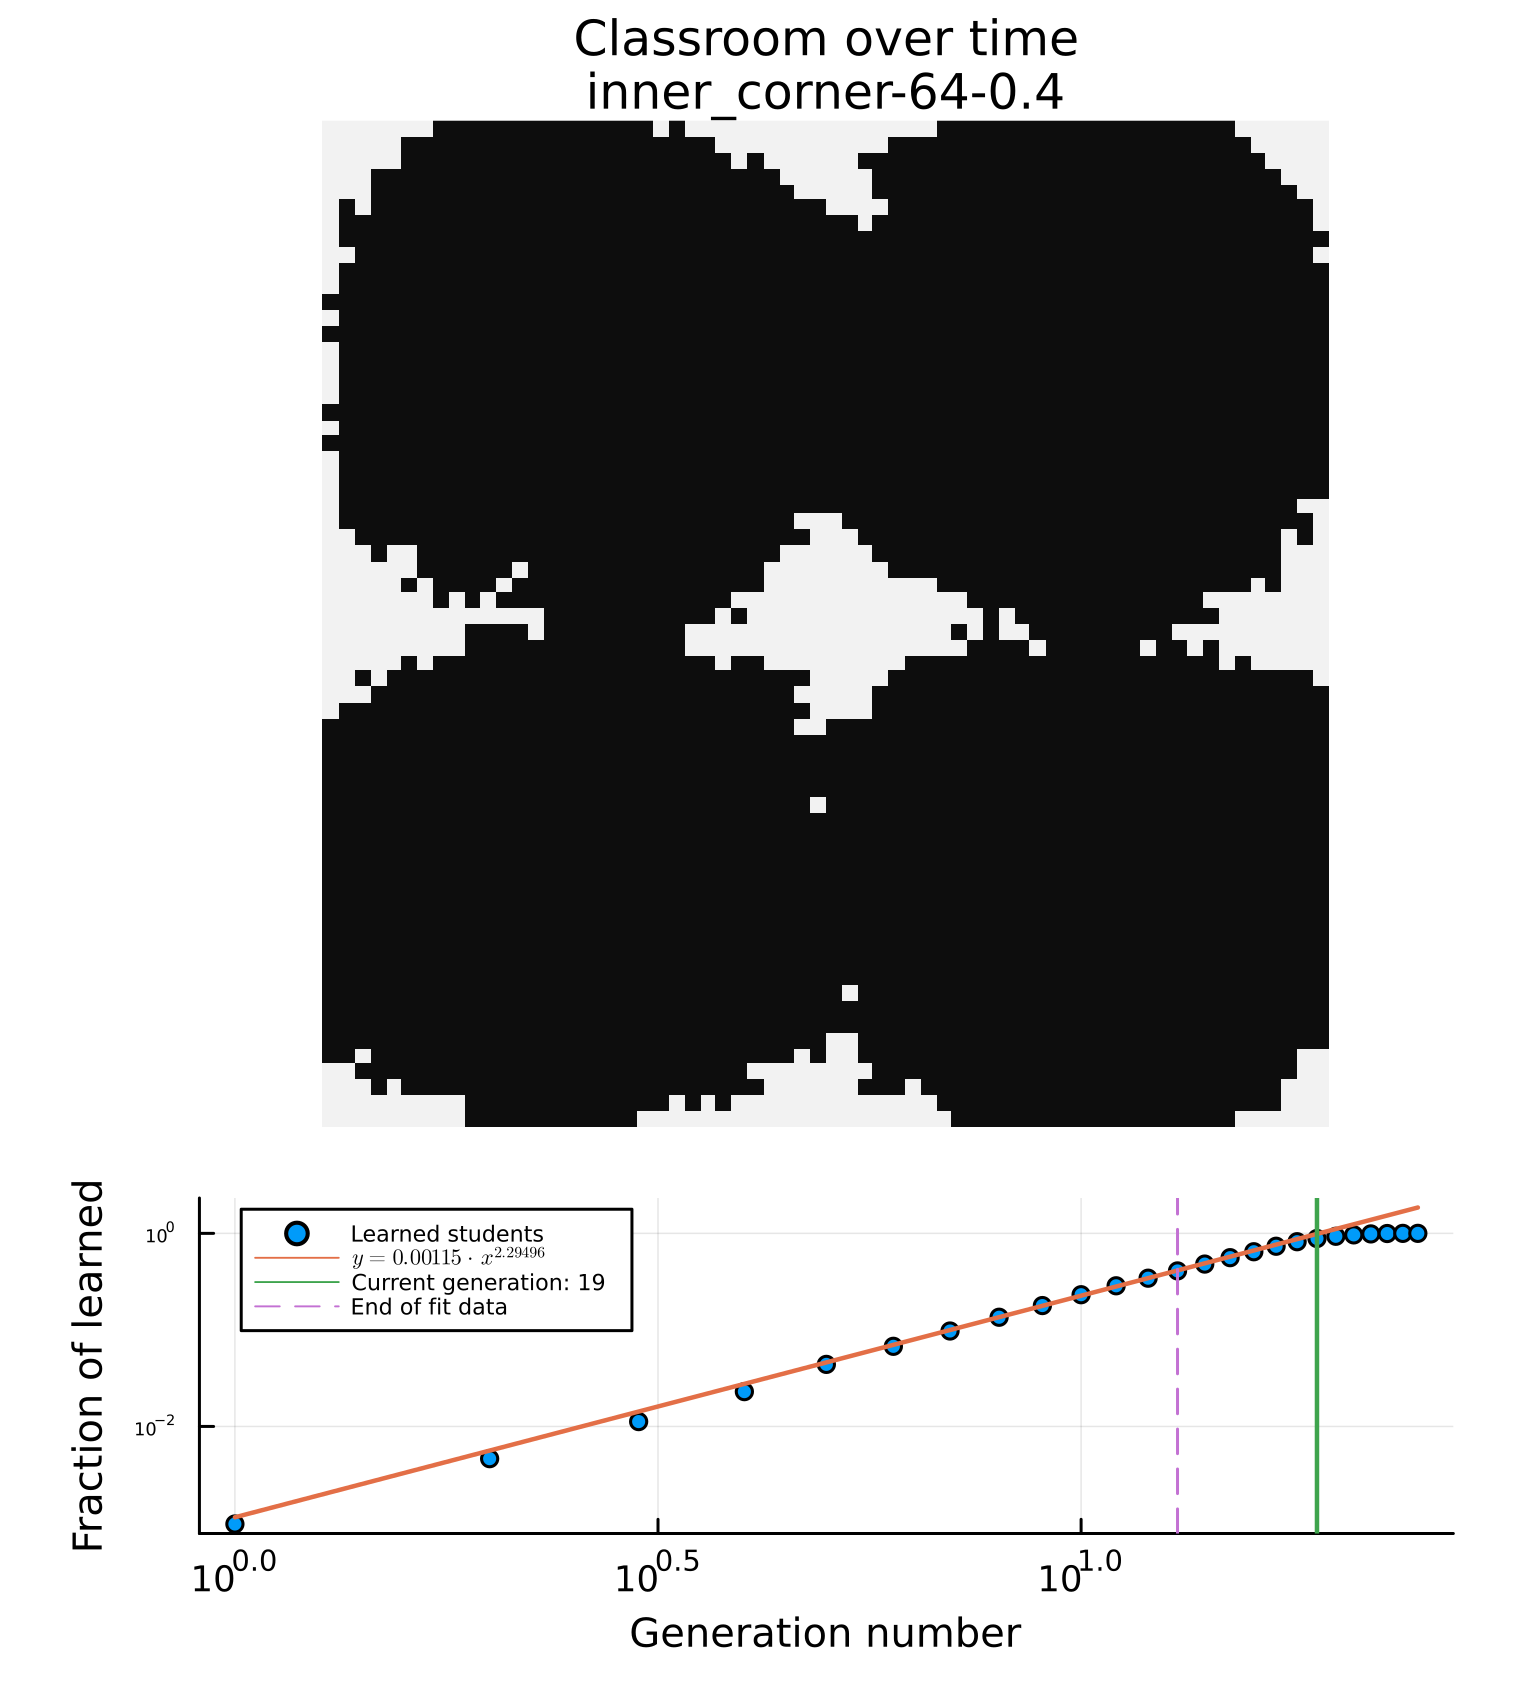 Classroom over time
inner_corner-64-0.4
Fraction of learned
10^0
10^−2
Learned students
y = 0.00115 · x^2.29496
Current generation: 19
End of fit data
10^0.0
10^0.5
10^1.0
Generation number